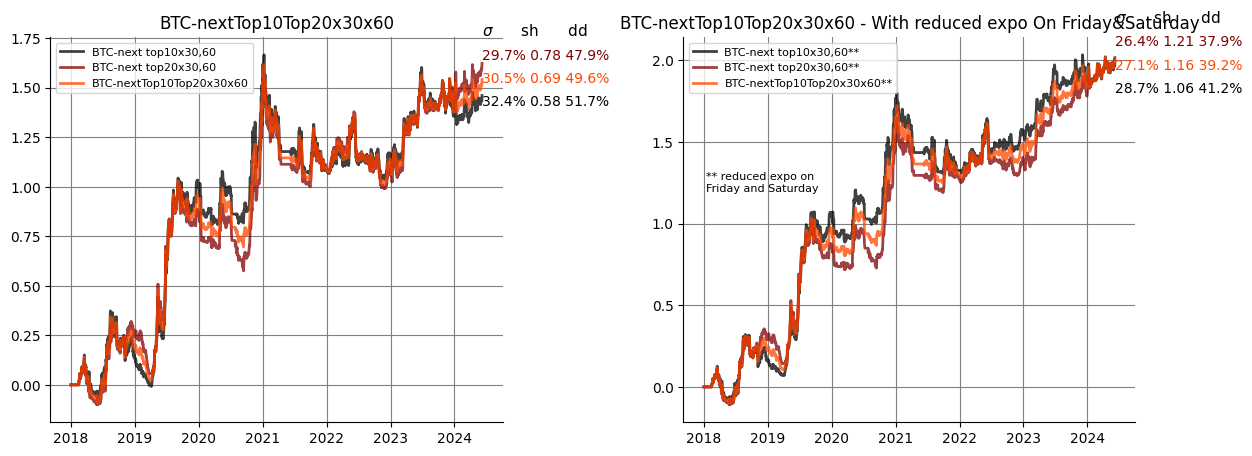 BTC-nextTop10Top20x30x60
σ sh dd
29.7% 0.78 47.9%
30.5% 0.69 49.6%
32.4% 0.58 51.7%
BTC-next top10x30,60
BTC-next top20x30,60
BTC-nextTop10Top20x30x60
1.75
1.50
1.25
1.00
0.75
0.50
0.25
0.00
2018 2019 2020 2021 2022 2023 2024
BTC-nextTop10Top20x30x60 - With reduced expo On Friday&Saturday
σ sh dd
26.4% 1.21 37.9%
27.1% 1.16 39.2%
28.7% 1.06 41.2%
BTC-next top10x30,60**
BTC-next top20x30,60**
BTC-nextTop10Top20x30x60**
** reduced expo on
Friday and Saturday
2.0
1.5
1.0
0.5
0.0
2018 2019 2020 2021 2022 2023 2024